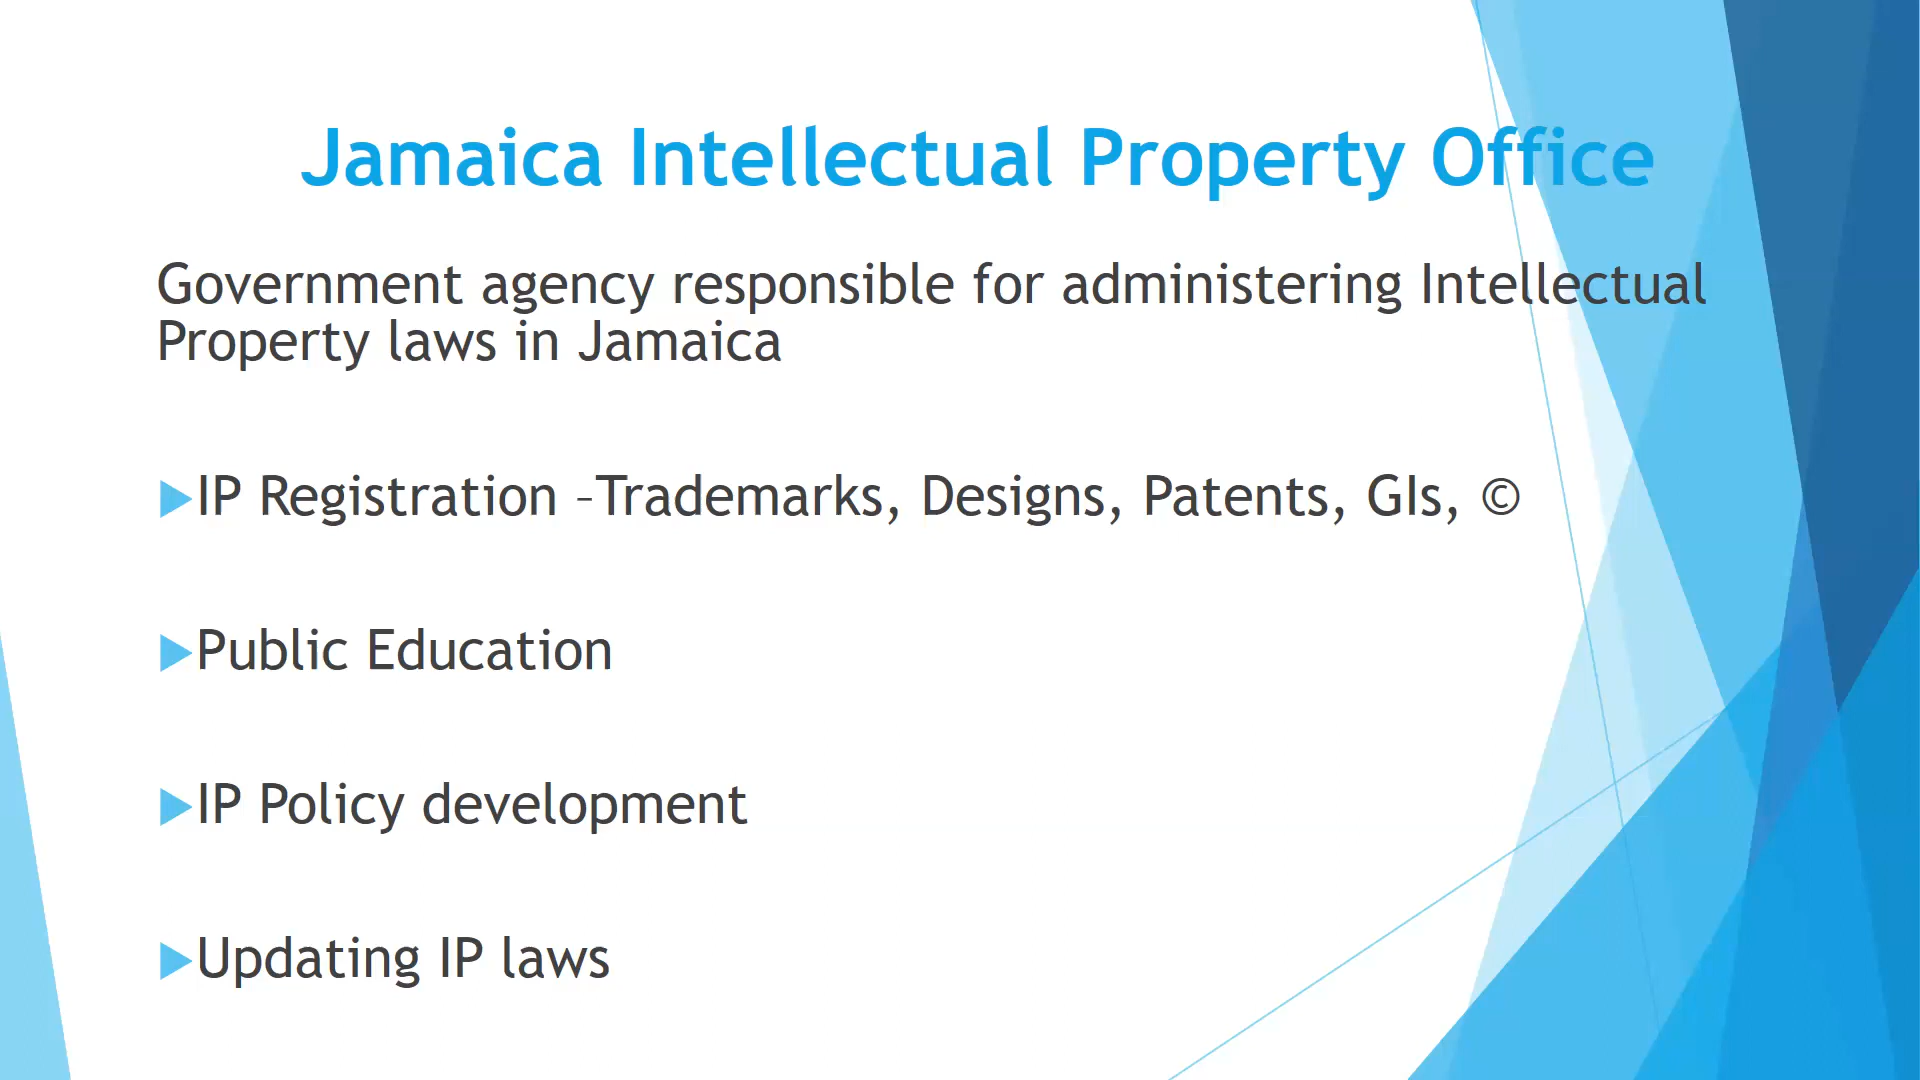 Jamaica Intellectual Property Office
Government agency responsible for administering Intellectual
Property laws in Jamaica
▶IP Registration –Trademarks, Designs, Patents, GIs, ©
▶Public Education
▶IP Policy development
▶Updating IP laws